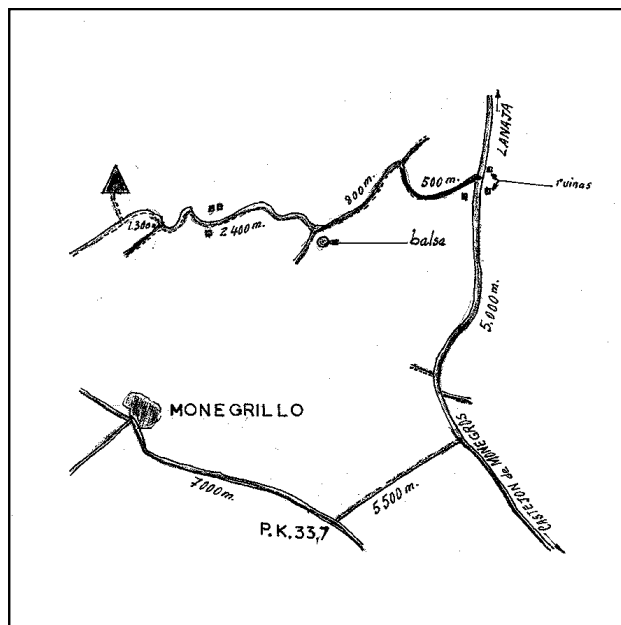 LANAJA
ruinas
500 m.
800 m.
1.300m.
2 400 m.
balsa
5.000 m.
MONEGRILLO
CASTEJON de MONEGROS
7000 m.
5 500 m.
P.K.33,7